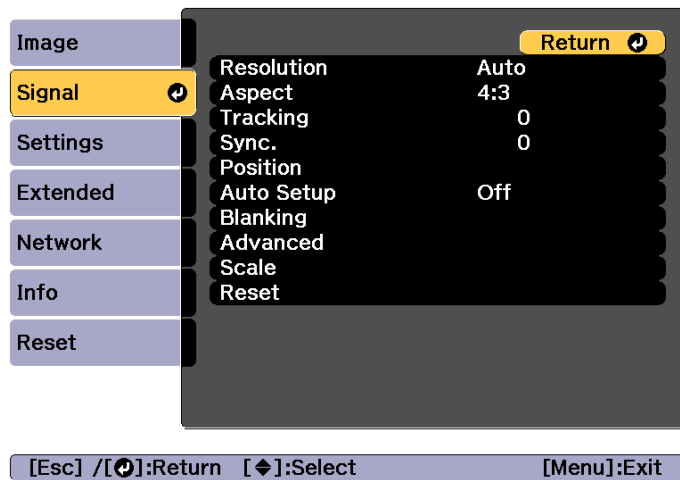 Image
Signal
Settings
Extended
Network
Info
Reset
Return
Resolution Auto
Aspect 4:3
Tracking 0
Sync. 0
Position
Auto Setup Off
Blanking
Advanced
Scale
Reset
[Esc] /[⏎]:Return [◆]:Select [Menu]:Exit